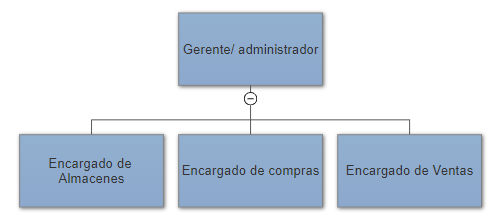 Gerente/ administrador
Encargado de
Almacenes
Encargado de compras
Encargado de Ventas